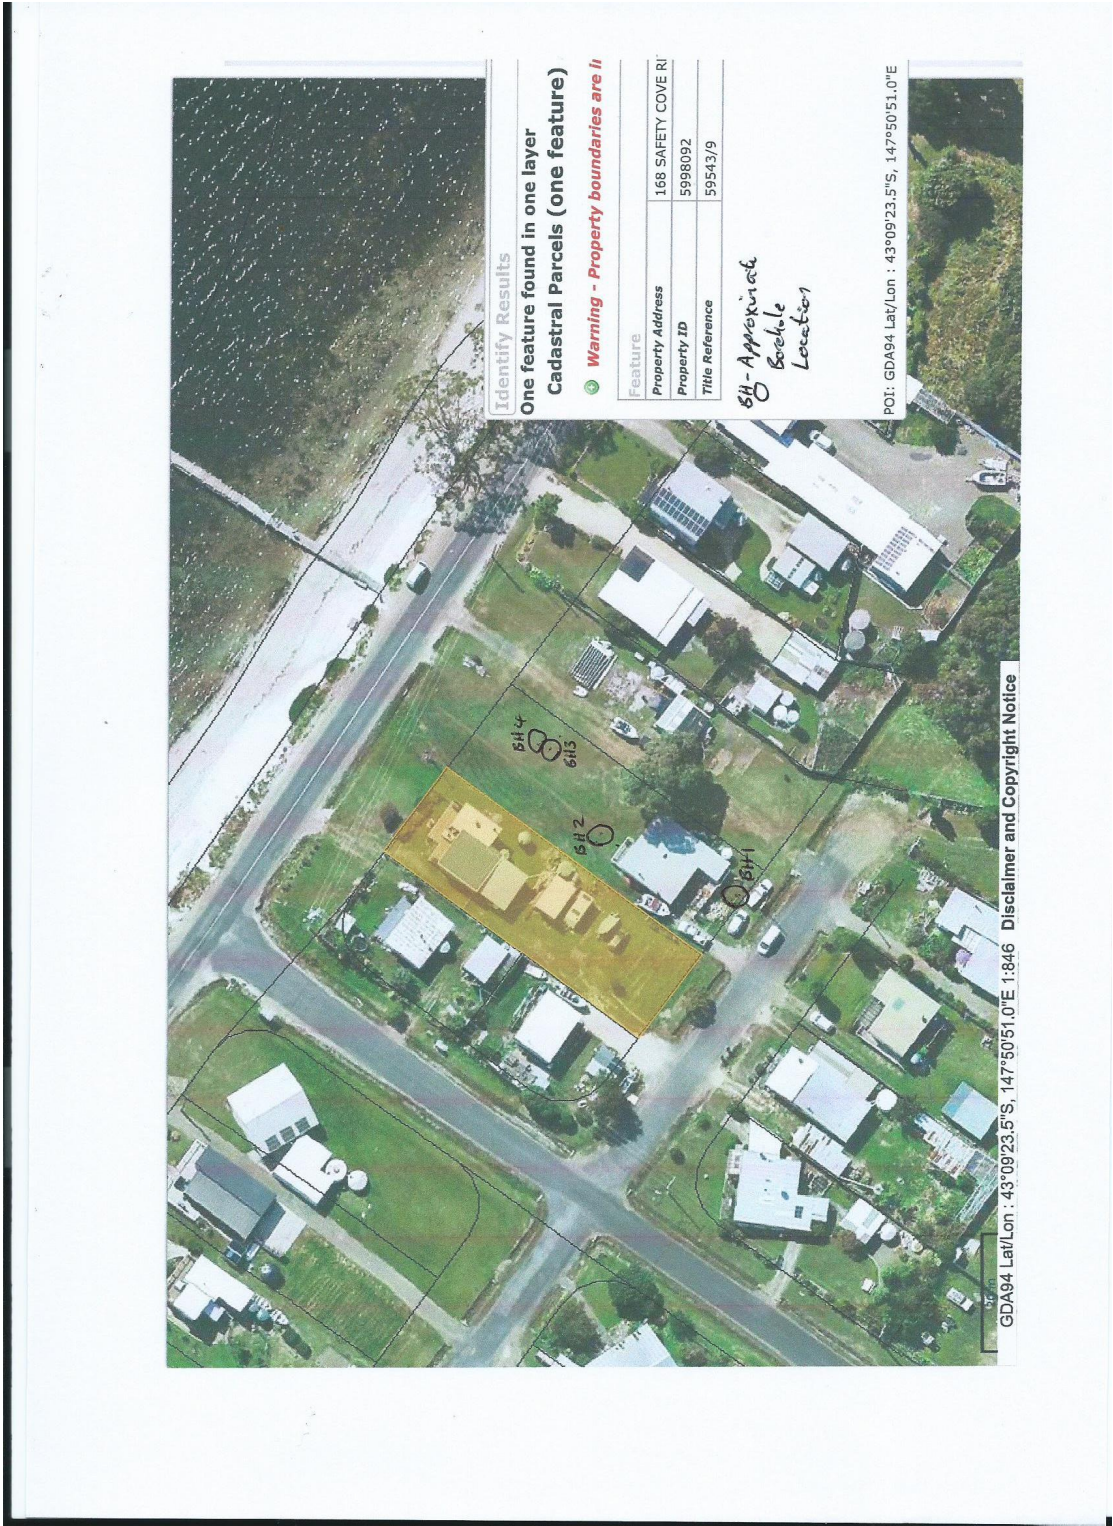 Identify Results
One feature found in one layer
Cadastral Parcels (one feature)
Warning - Property boundaries are
Feature
Property Address 168 SAFETY COVE
Property ID 5998092
Title Reference 59543/9
BH - Approximate
Borehole
Location
POI: GDA94 Lat/Lon : 43°09'23.5"S, 147°50'51.0"E
BH4
BH3
BH2
BH1
GDA94 Lat/Lon : 43°09'23.5"S, 147°50'51.0"E 1:846 Disclaimer and Copyright Notice